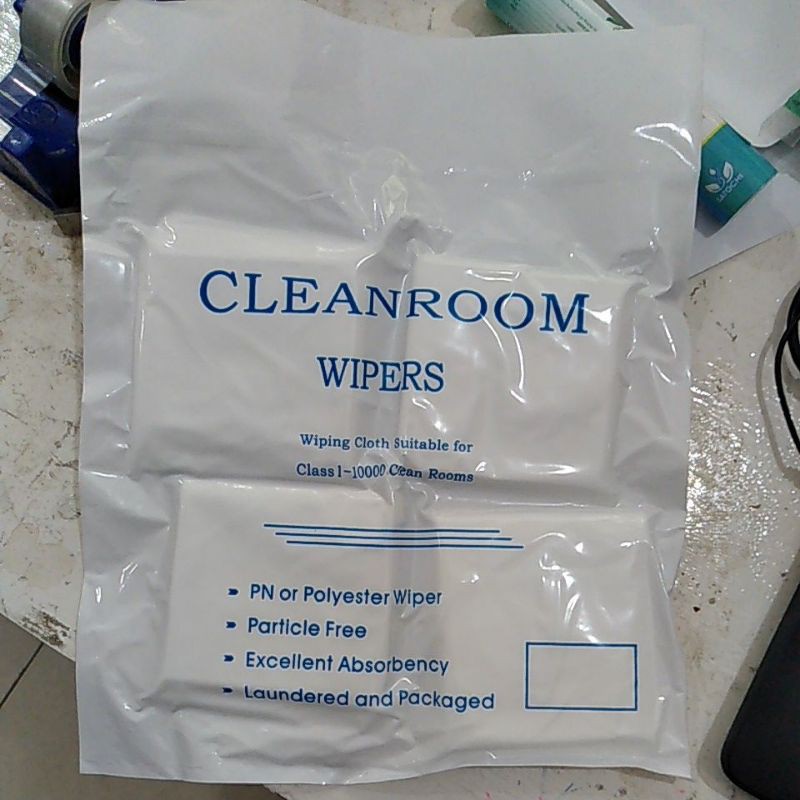 CLEANROOM
WIPERS
Wiping Cloth Suitable for
Class1-10000 Clean Rooms
PN or Polyester Wiper
Particle Free
Excellent Absorbency
Laundered and Packaged